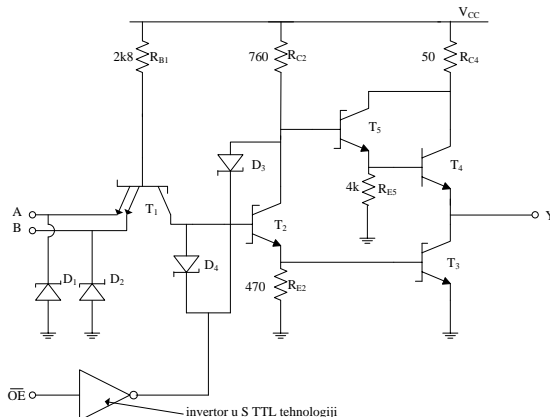 V_CC
2k8 R_B1
760 R_C2
50 R_C4
T_5
D_3
T_4
4k R_E5
A
T_1
B
T_2
Y
D_4
T_3
D_1 D_2
470 R_E2
O̅E̅
invertor u S TTL tehnologiji